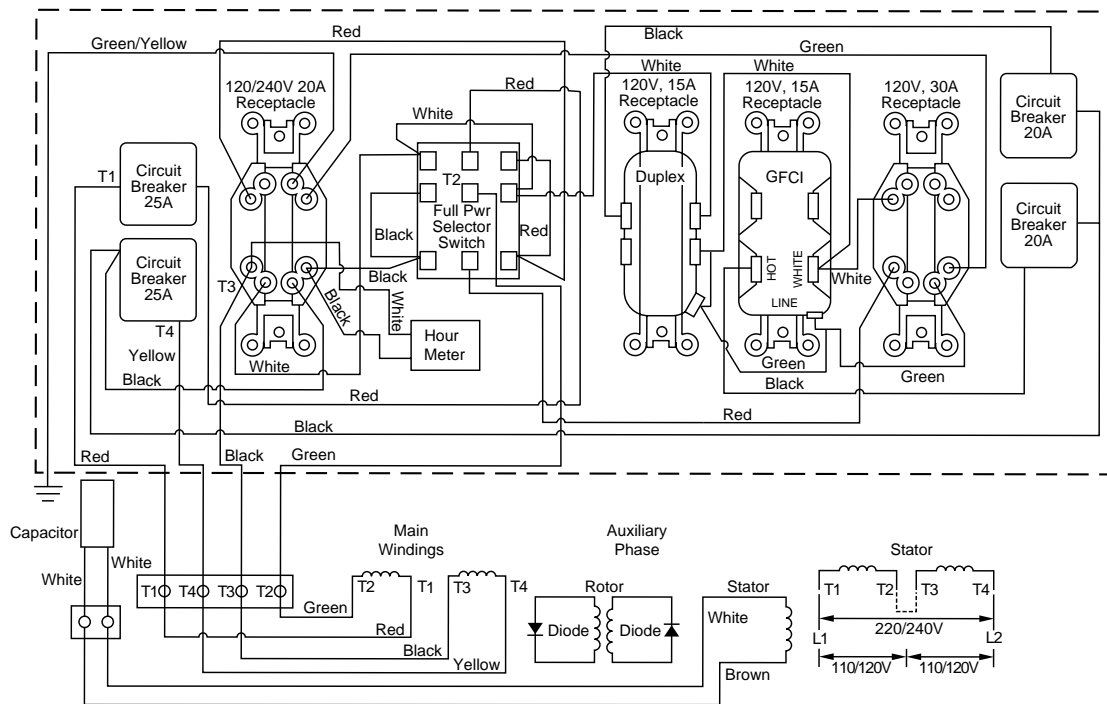 Green/Yellow
Red
Black
Green
White
White
120/240V 20A
Receptacle
Red
120V, 15A
Receptacle
120V, 15A
Receptacle
120V, 30A
Receptacle
Circuit
Breaker
20A
White
T1
Circuit
Breaker
25A
T2
Full Pwr
Selector
Switch
Duplex
GFCI
Circuit
Breaker
20A
Black
Red
Circuit
Breaker
25A
T3
Black
HOT
WHITE
White
Black
White
LINE
T4
Yellow
Hour
Meter
Black
White
Green
Black
Green
Red
Red
Black
Red
Black
Green
Capacitor
White
White
Main
Windings
Auxiliary
Phase
Stator
T1
T4
T3
T2
T2
T1
T3
T4
Rotor
Stator
T1
T2
T3
T4
Green
Red
Diode
Diode
White
220/240V
L1
L2
Black
Yellow
Brown
110/120V
110/120V